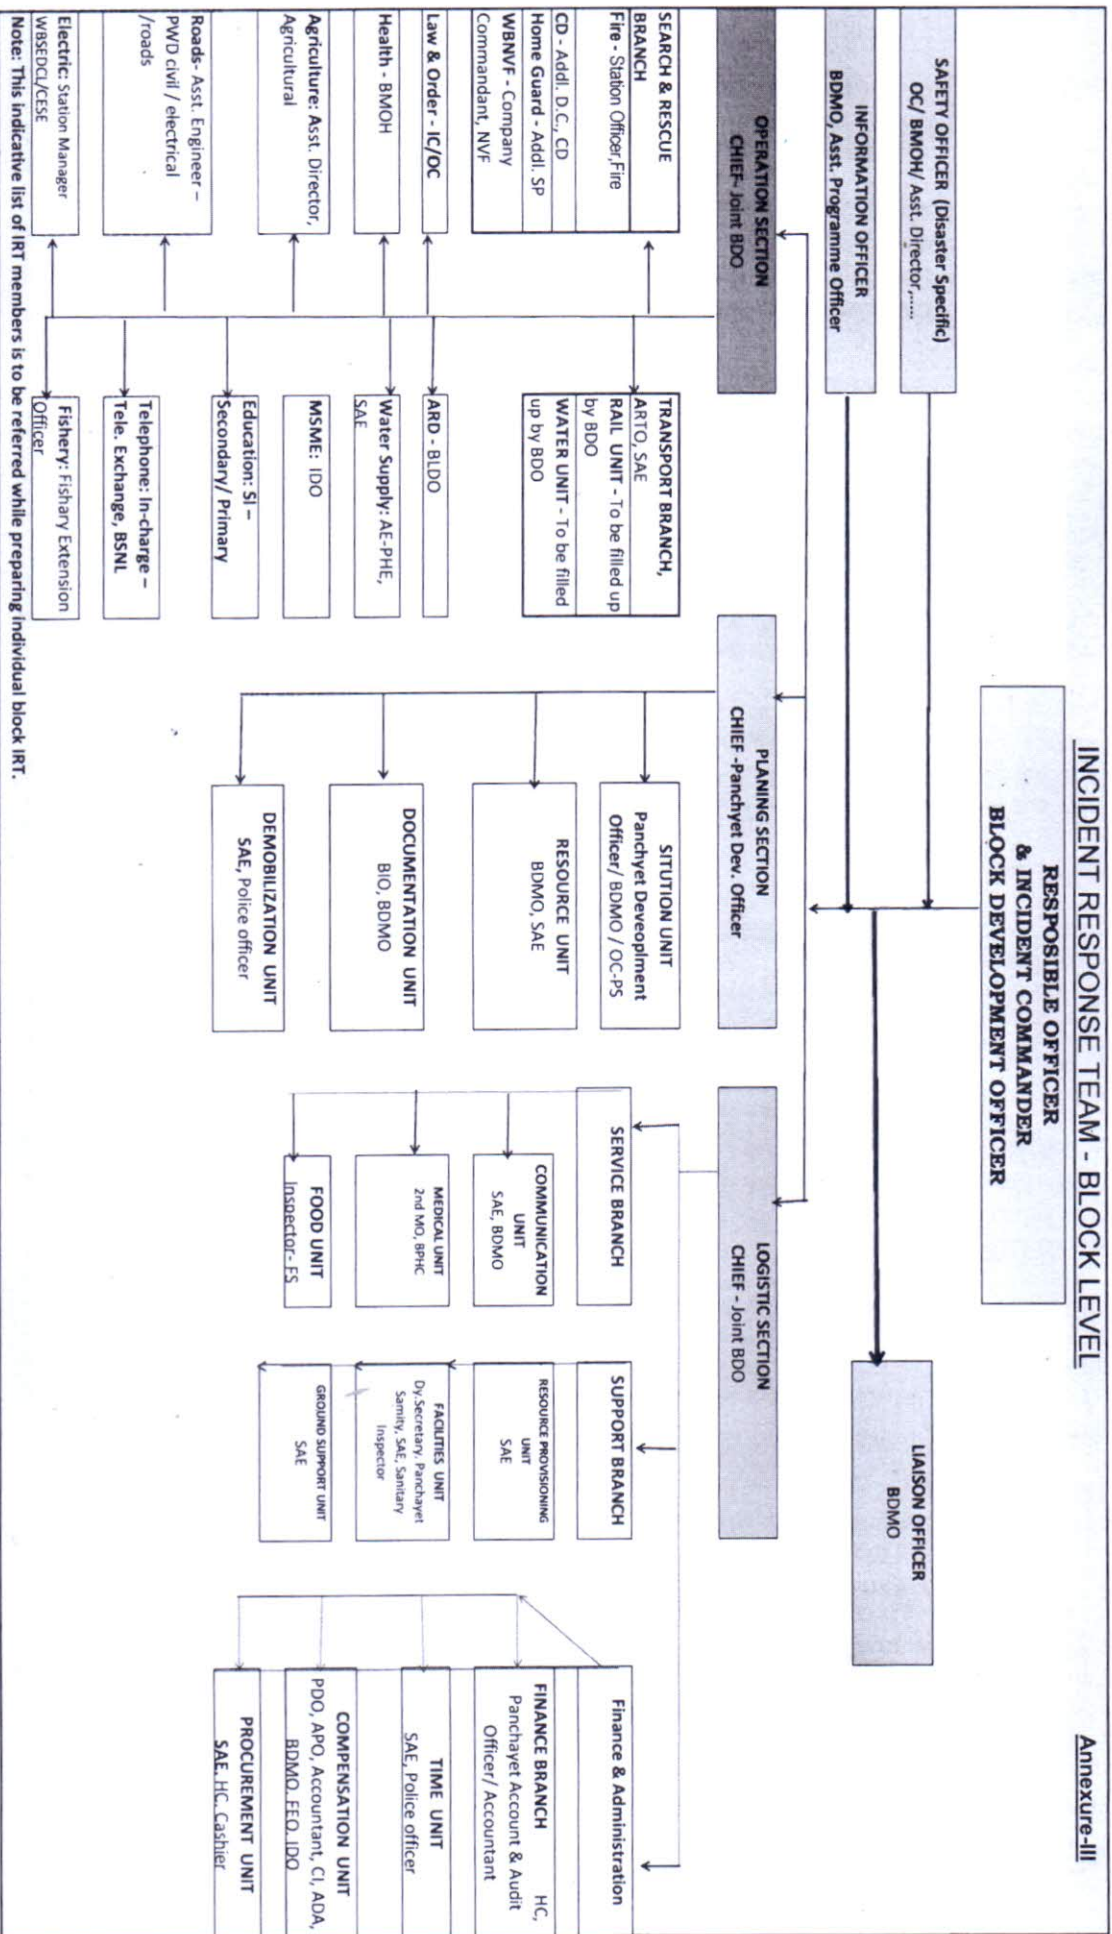 Annexure-III
INCIDENT RESPONSE TEAM - BLOCK LEVEL
RESPOSIBLE OFFICER
& INCIDENT COMMANDER
BLOCK DEVELOPMENT OFFICER
SAFETY OFFICER (Disaster Specific)
OC/ BMOH/ Asst. Director,.....
INFORMATION OFFICER
BDMO, Asst. Programme Officer
LIAISON OFFICER
BDMO
OPERATION SECTION
CHIEF- Joint BDO
PLANING SECTION
CHIEF -Panchyet Dev. Officer
LOGISTIC SECTION
CHIEF - Joint BDO
SEARCH & RESCUE
BRANCH
Fire - Station Officer,Fire
CD - Addl. D.C., CD
Home Guard - Addl. SP
WBNVF - Company
Commandant, NVF
Law & Order - IC/OC
Health - BMOH
Agriculture: Asst. Director,
Agricultural
Roads- Asst. Engineer –
PWD civil / electrical
/roads
Electric: Station Manager
WBSEDCL/CESE
TRANSPORT BRANCH,
ARTO, SAE
RAIL UNIT - To be filled up
by BDO
WATER UNIT - To be filled
up by BDO
ARD - BLDO
Water Supply: AE-PHE,
SAE
MSME: IDO
Education: SI –
Secondary/ Primary
Telephone: In-charge –
Tele. Exchange, BSNL
Fishery: Fishary Extension
Officer
SITUTION UNIT
Panchyet Deveoplment
Officer/ BDMO / OC-PS
RESOURCE UNIT
BDMO, SAE
DOCUMENTATION UNIT
BIO, BDMO
DEMOBILIZATION UNIT
SAE, Police officer
SERVICE BRANCH
COMMUNICATION
UNIT
SAE, BDMO
MEDICAL UNIT
2nd MO, BPHC
FOOD UNIT
Inspector- FS
SUPPORT BRANCH
RESOURCE PROVISIONING
UNIT
SAE
FACILITIES UNIT
Dy.Secretary. Panchayet
Samity, SAE, Sanitary
Inspector
GROUND SUPPORT UNIT
SAE
Finance & Administration
FINANCE BRANCH HC,
Panchayet Account & Audit
Officer/ Accountant
TIME UNIT
SAE, Police officer
COMPENSATION UNIT
PDO, APO, Accountant, CI, ADA,
BDMO, FEO, IDO
PROCUREMENT UNIT
SAE, HC, Cashier
Note: This indicative list of IRT members is to be referred while preparing individual block IRT.